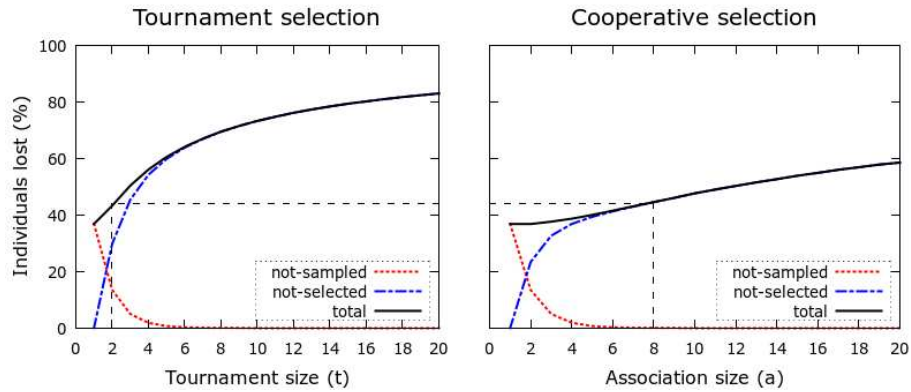 Tournament selection
Cooperative selection
Individuals lost (%)
100
80
60
40
20
0
not-sampled
not-selected
total
0 2 4 6 8 10 12 14 16 18 20
Tournament size (t)
not-sampled
not-selected
total
0 2 4 6 8 10 12 14 16 18 20
Association size (a)